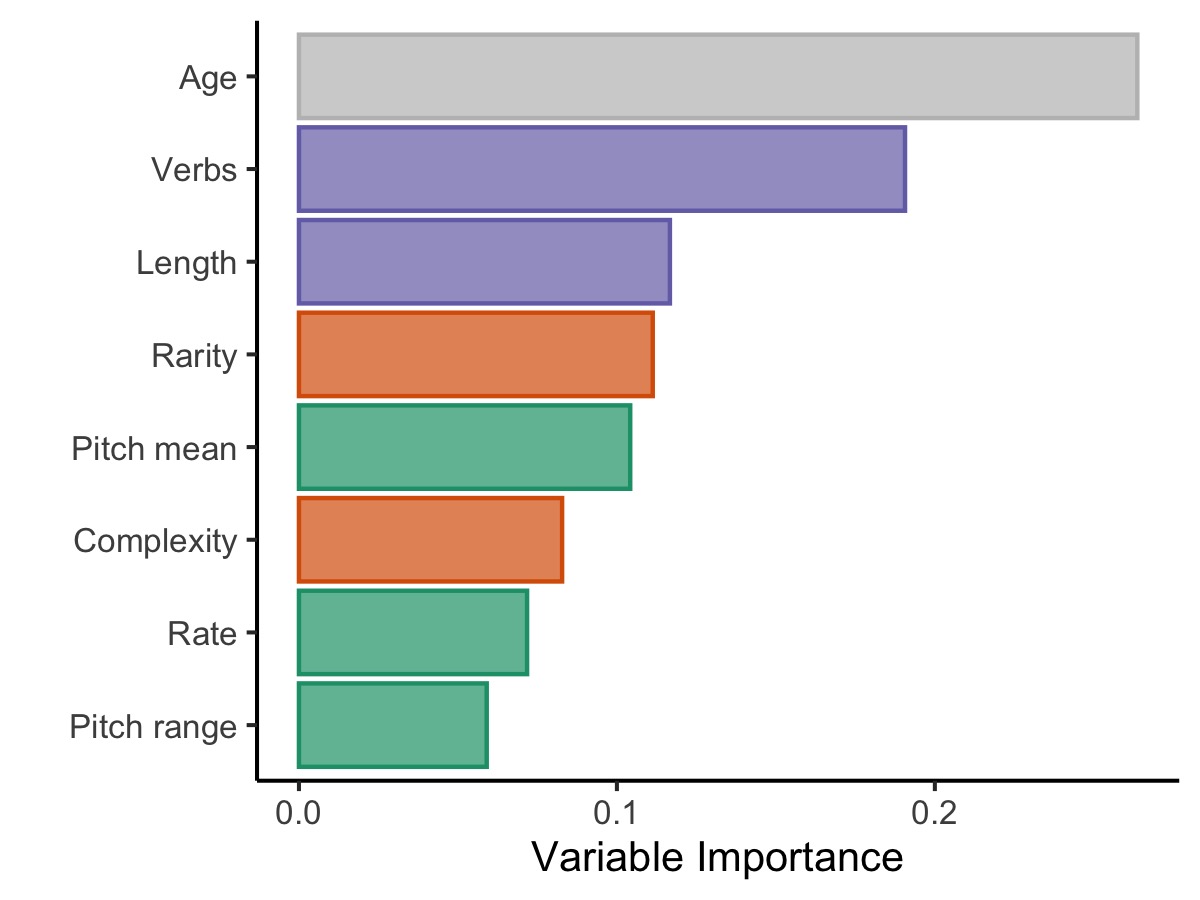 Age
Verbs
Length
Rarity
Pitch mean
Complexity
Rate
Pitch range
0.0 0.1 0.2
Variable Importance